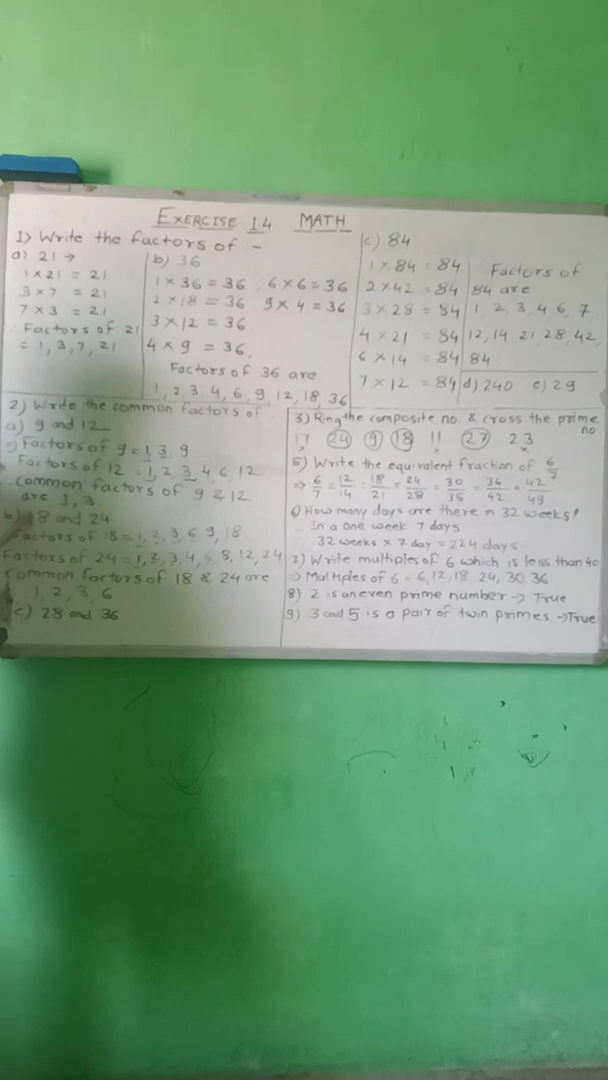 EXERCISE 14 MATH
1) Write the factors of -
a) 21 →
1 x 21 = 21
3 x 7 = 21
7 x 3 = 21
Factors of 21
= 1, 3, 7, 21
b) 36
1 x 36 = 36, 6 x 6 = 36
2 x 18 = 36 9 x 4 = 36
3 x 12 = 36
4 x 9 = 36,
Factors of 36 are
1, 2, 3, 4, 6, 9, 12, 18, 36
c) 84
1 x 84 = 84
2 x 42 = 84
3 x 28 = 84
4 x 21 = 84
6 x 14 = 84
7 x 12 = 84
Factors of
84 are
1, 2, 3, 4, 6, 7
12, 14, 21, 28, 42,
84
d) 240 e) 29
2) Write the common factors of
a) 9 and 12
Factors of 9 = 1, 3, 9
Factors of 12 = 1, 2, 3, 4, 6, 12
common factors of 9 & 12
are 1, 3.
b) 18 and 24
Factors of 18 = 1, 2, 3, 6, 9, 18
Factors of 24 = 1, 2, 3, 4, 6 8, 12, 24
Common factors of 18 & 24 are
1, 2, 3, 6
c) 28 and 36
3) Ring the composite no. & cross the prime no
17 24 9 18 11 27 23
5) Write the equivalent fraction of 6/7
⇒ 6/7 = 12/14 = 18/21 = 24/28 = 30/35 = 36/42 = 42/49
How many days are there in 32 weeks?
In a one week 7 days
∴ 32 weeks x 7 day = 224 days
7) Write multiples of 6 which is less than 40
⇒ Multiples of 6 = 6, 12, 18 24, 30, 36
8) 2 is an even prime number → True
9) 3 and 5 is a pair of twin primes → True